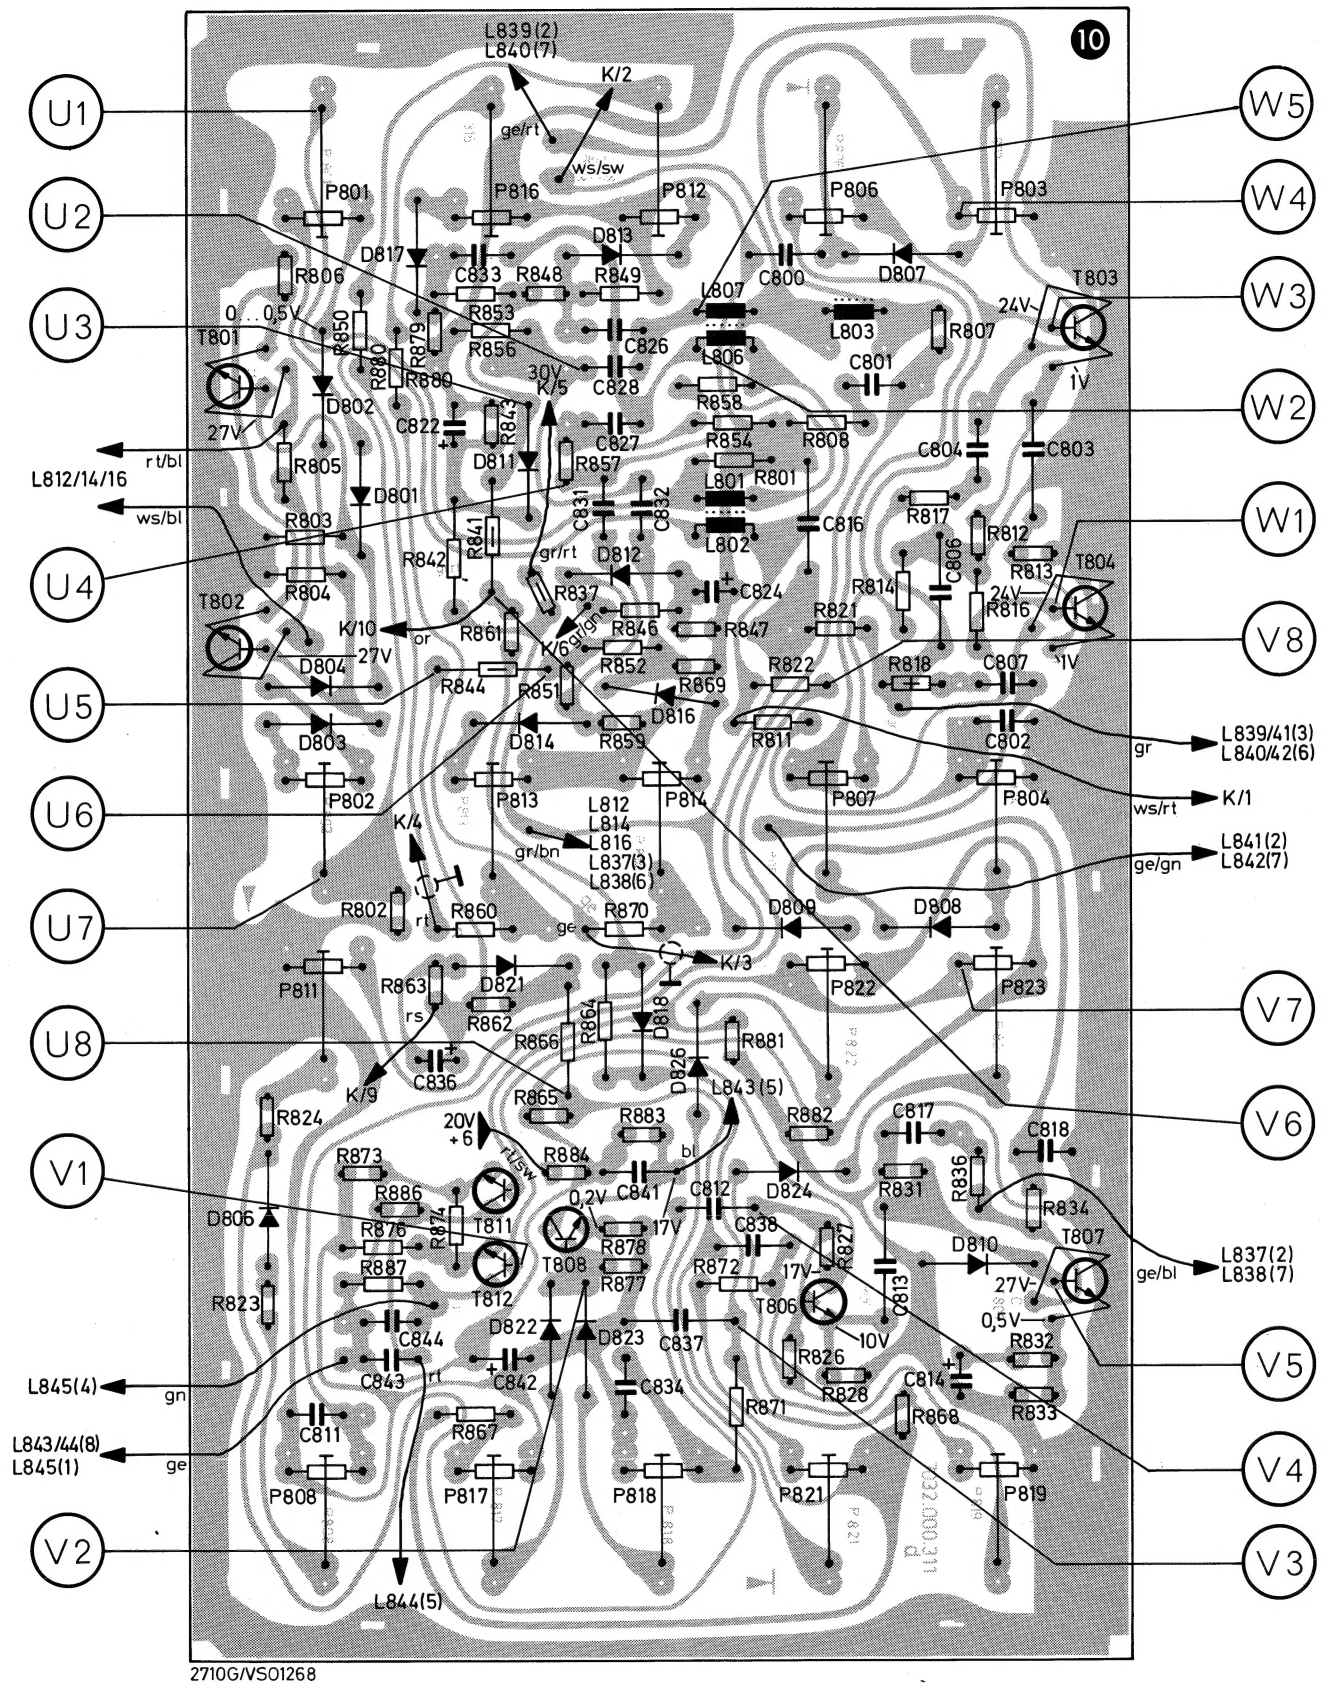 10
L839(2)
L840(7)
K/2
U1
W5
ge/rt
ws/sw
P801
P816
P812
P806
P803
W4
U2
D817
D813
R806
C833
R848
R849
C800
D807
T803
W3
0...0,5V
R853
L807
24V
U3
T801
R850
R879
R856
C826
L803
R807
L806
R880
R880
30V
K/5
C828
C801
1V
D802
R858
W2
27V
C822
+
R843
C827
R854
R808
C804
C803
rt/bl
R805
D811
R857
R801
L812/14/16
D801
L801
ws/bl
C831
C832
R817
W1
R803
R841
L802
C816
R812
R842
gr/rt
D812
C806
R813
T804
U4
R804
R837
+
C824
R814
24V
R816
T802
K/10
or
R861
gr/gn
K/6
R846
R847
R821
V8
27V
R852
1V
D804
R844
R851
R869
R822
R818
C807
U5
D816
D803
D814
R859
R811
C802
gr
L839/41(3)
L840/42(6)
P802
P813
P814
P807
P804
U6
K/4
L812
L814
L816
L837(3)
L838(6)
gr/bn
ws/rt
K/1
ge/gn
L841(2)
L842(7)
R802
rt
R860
ge
R870
D809
D808
U7
K/3
P811
R863
D821
P822
P823
rs
R862
R864
D818
V7
U8
R866
R881
C836
+
D826
K/9
R865
L843(5)
R824
20V
+6
R883
R882
C817
C818
V6
rt/sw
bl
V1
R873
R884
C841
D824
R831
R836
R886
T811
0,2V
17V
C812
R834
D806
R876
R874
C838
R827
D810
T807
R878
T808
R887
R877
R872
17V
27V
ge/bl
L837(2)
L838(7)
R823
T812
T806
C813
0,5V
C844
D822
D823
C837
10V
R832
V5
rt
R826
L845(4)
gn
C843
+
C842
C834
R828
+
C814
R871
R833
C811
R867
R868
L843/44(8)
L845(1)
ge
P808
P817
P818
P821
P819
V4
7032.000.311
d
V2
V3
L844(5)
2710G/VS01268